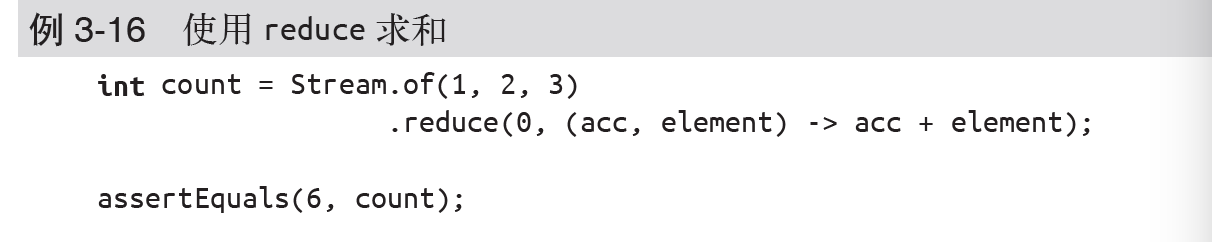 例 3-16 使用 reduce 求和
int count = Stream.of(1, 2, 3)
.reduce(0, (acc, element) -> acc + element);
assertEquals(6, count);